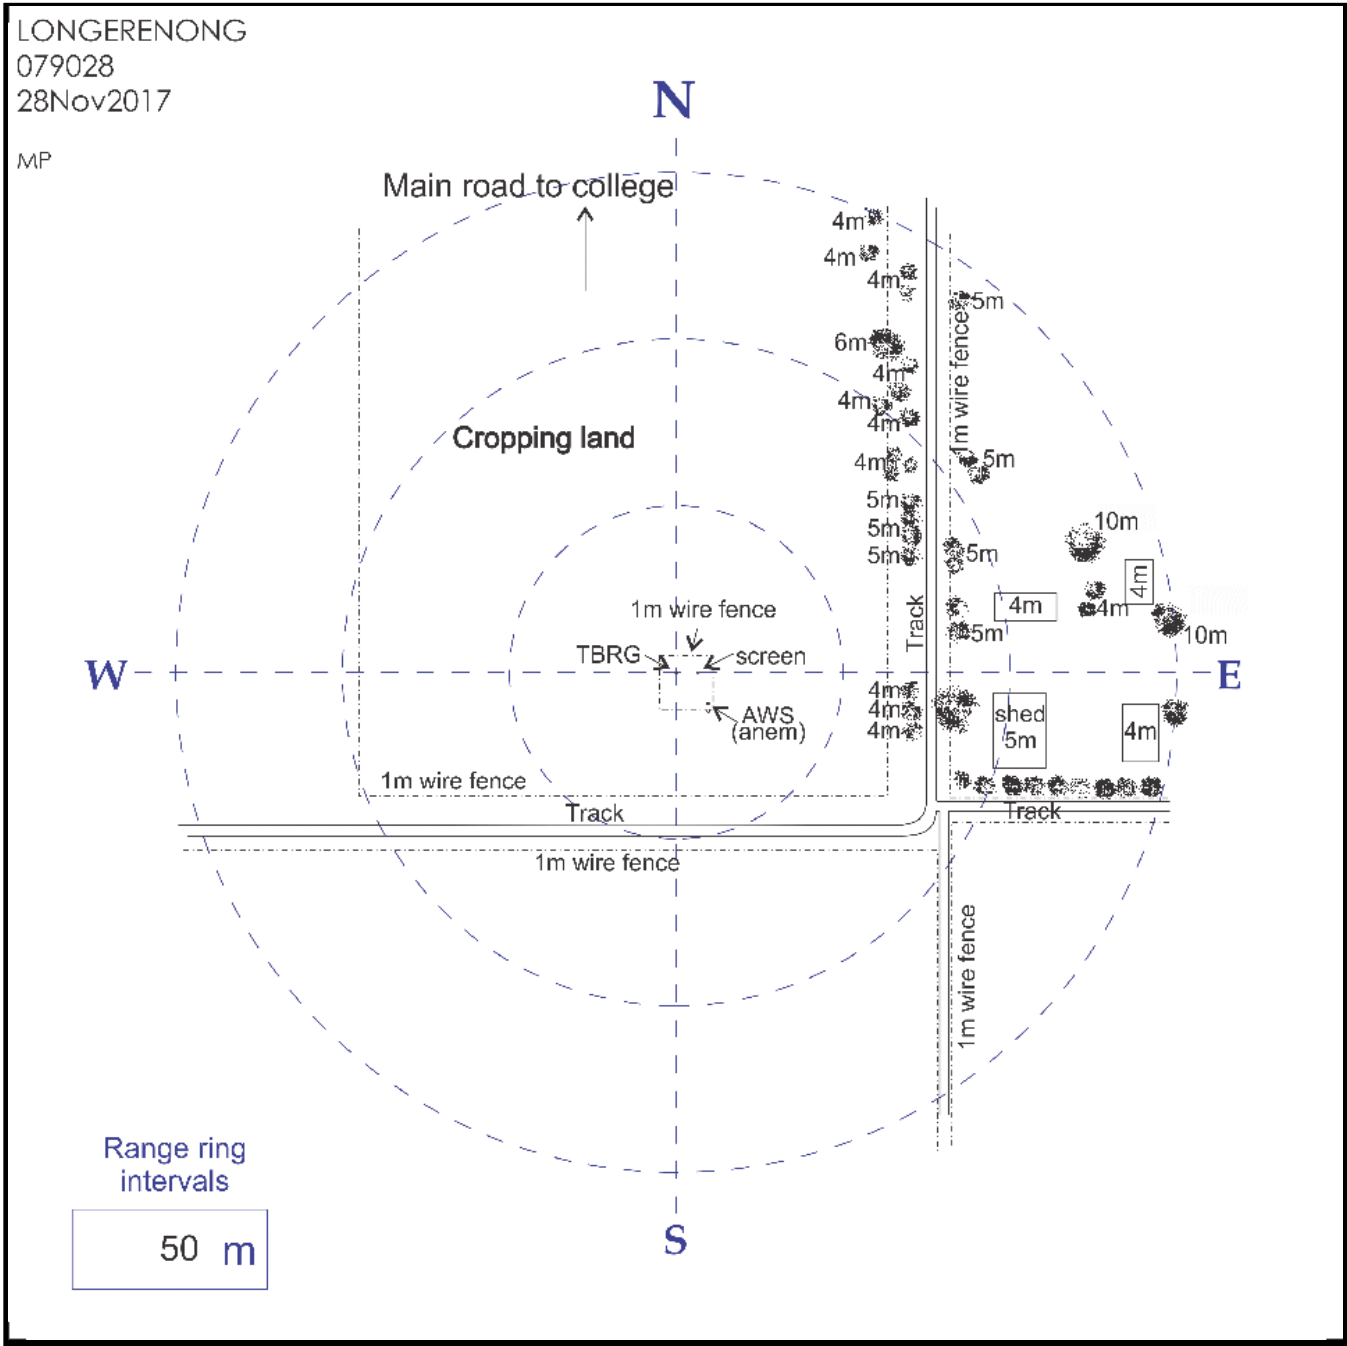 LONGERENONG
079028
28Nov2017
MP
N
Main road to college
4m
4m
4m
5m
1m wire fence
6m
4m
4m
4m
Cropping land
4m
5m
5m
10m
5m
5m
5m
4m
4m
4m
1m wire fence
Track
5m
10m
TBRG
screen
W
E
4m
4m
4m
AWS
(anem)
shed
5m
4m
1m wire fence
Track
Track
1m wire fence
1m wire fence
Range ring
intervals
50 m
S